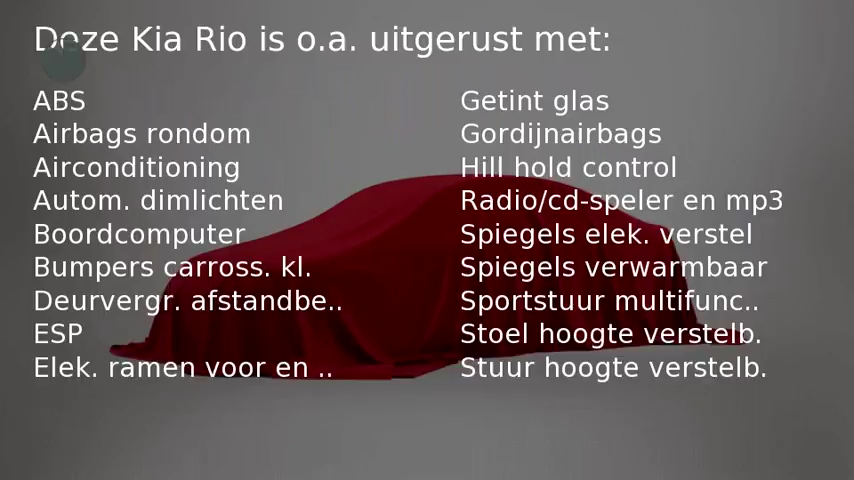 Deze Kia Rio is o.a. uitgerust met:
ABS
Airbags rondom
Airconditioning
Autom. dimlichten
Boordcomputer
Bumpers carross. kl.
Deurvergr. afstandbe..
ESP
Elek. ramen voor en ..
Getint glas
Gordijnairbags
Hill hold control
Radio/cd-speler en mp3
Spiegels elek. verstel
Spiegels verwarmbaar
Sportstuur multifunc..
Stoel hoogte verstelb.
Stuur hoogte verstelb.